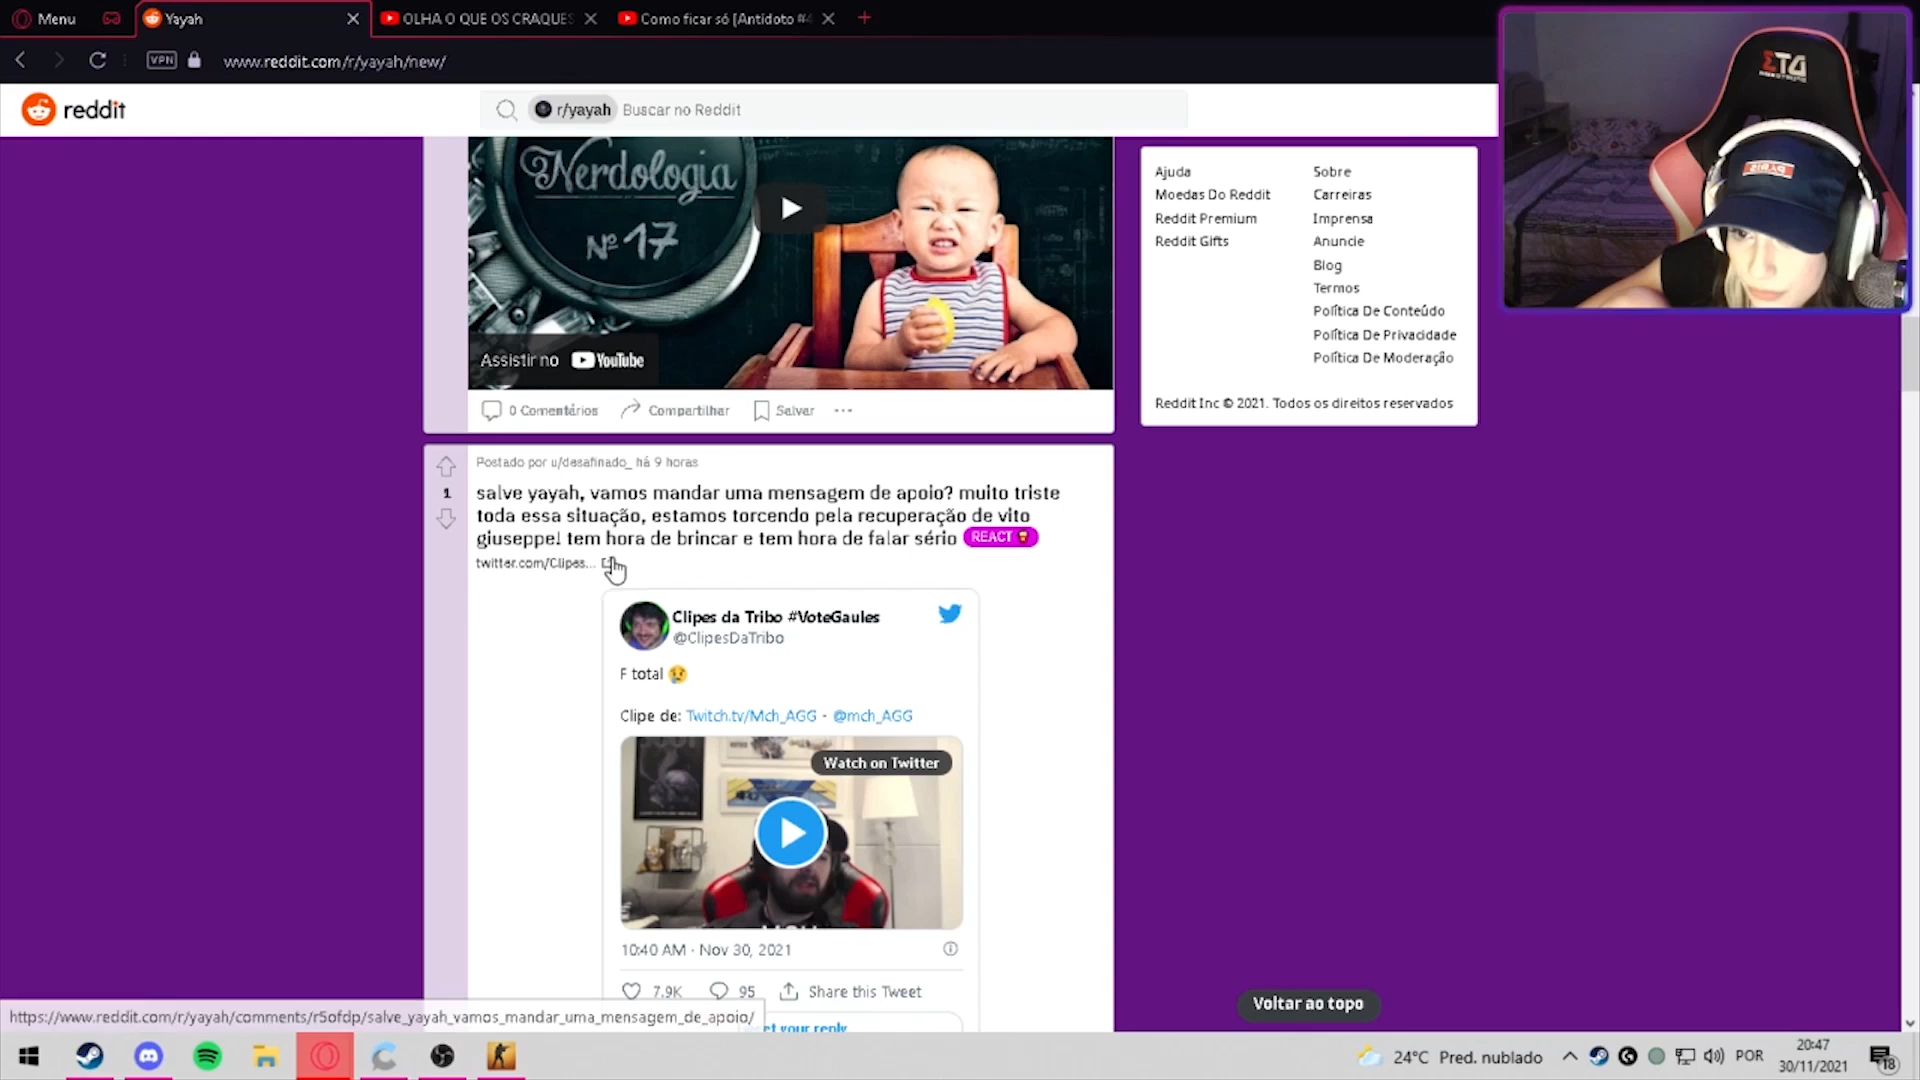 Menu
Yayah
OLHA O QUE OS CRAQUES
Como ficar só [Antídoto #4
VPN
www.reddit.com/r/yayah/new/
reddit
r/yayah
Buscar no Reddit
Nerdologia
Nº 17
Assistir no YouTube
0 Comentários
Compartilhar
Salvar
Ajuda
Moedas Do Reddit
Reddit Premium
Reddit Gifts
Sobre
Carreiras
Imprensa
Anuncie
Blog
Termos
Política De Conteúdo
Política De Privacidade
Política De Moderação
Reddit Inc © 2021. Todos os direitos reservados
PARIS
Postado por u/desafinado_ há 9 horas
1
salve yayah, vamos mandar uma mensagem de apoio? muito triste
toda essa situação, estamos torcendo pela recuperação de vito
giuseppe! tem hora de brincar e tem hora de falar sério REACT
twitter.com/Clipes...
Clipes da Tribo #VoteGaules
@ClipesDaTribo
F total 😢
Clipe de: Twitch.tv/Mch_AGG - @mch_AGG
Watch on Twitter
10:40 AM · Nov 30, 2021
7.9K
95
Share this Tweet
Voltar ao topo
https://www.reddit.com/r/yayah/comments/r5ofdp/salve_yayah_vamos_mandar_uma_mensagem_de_apoio/
your reply
24°C Pred. nublado
POR
20:47
30/11/2021
18